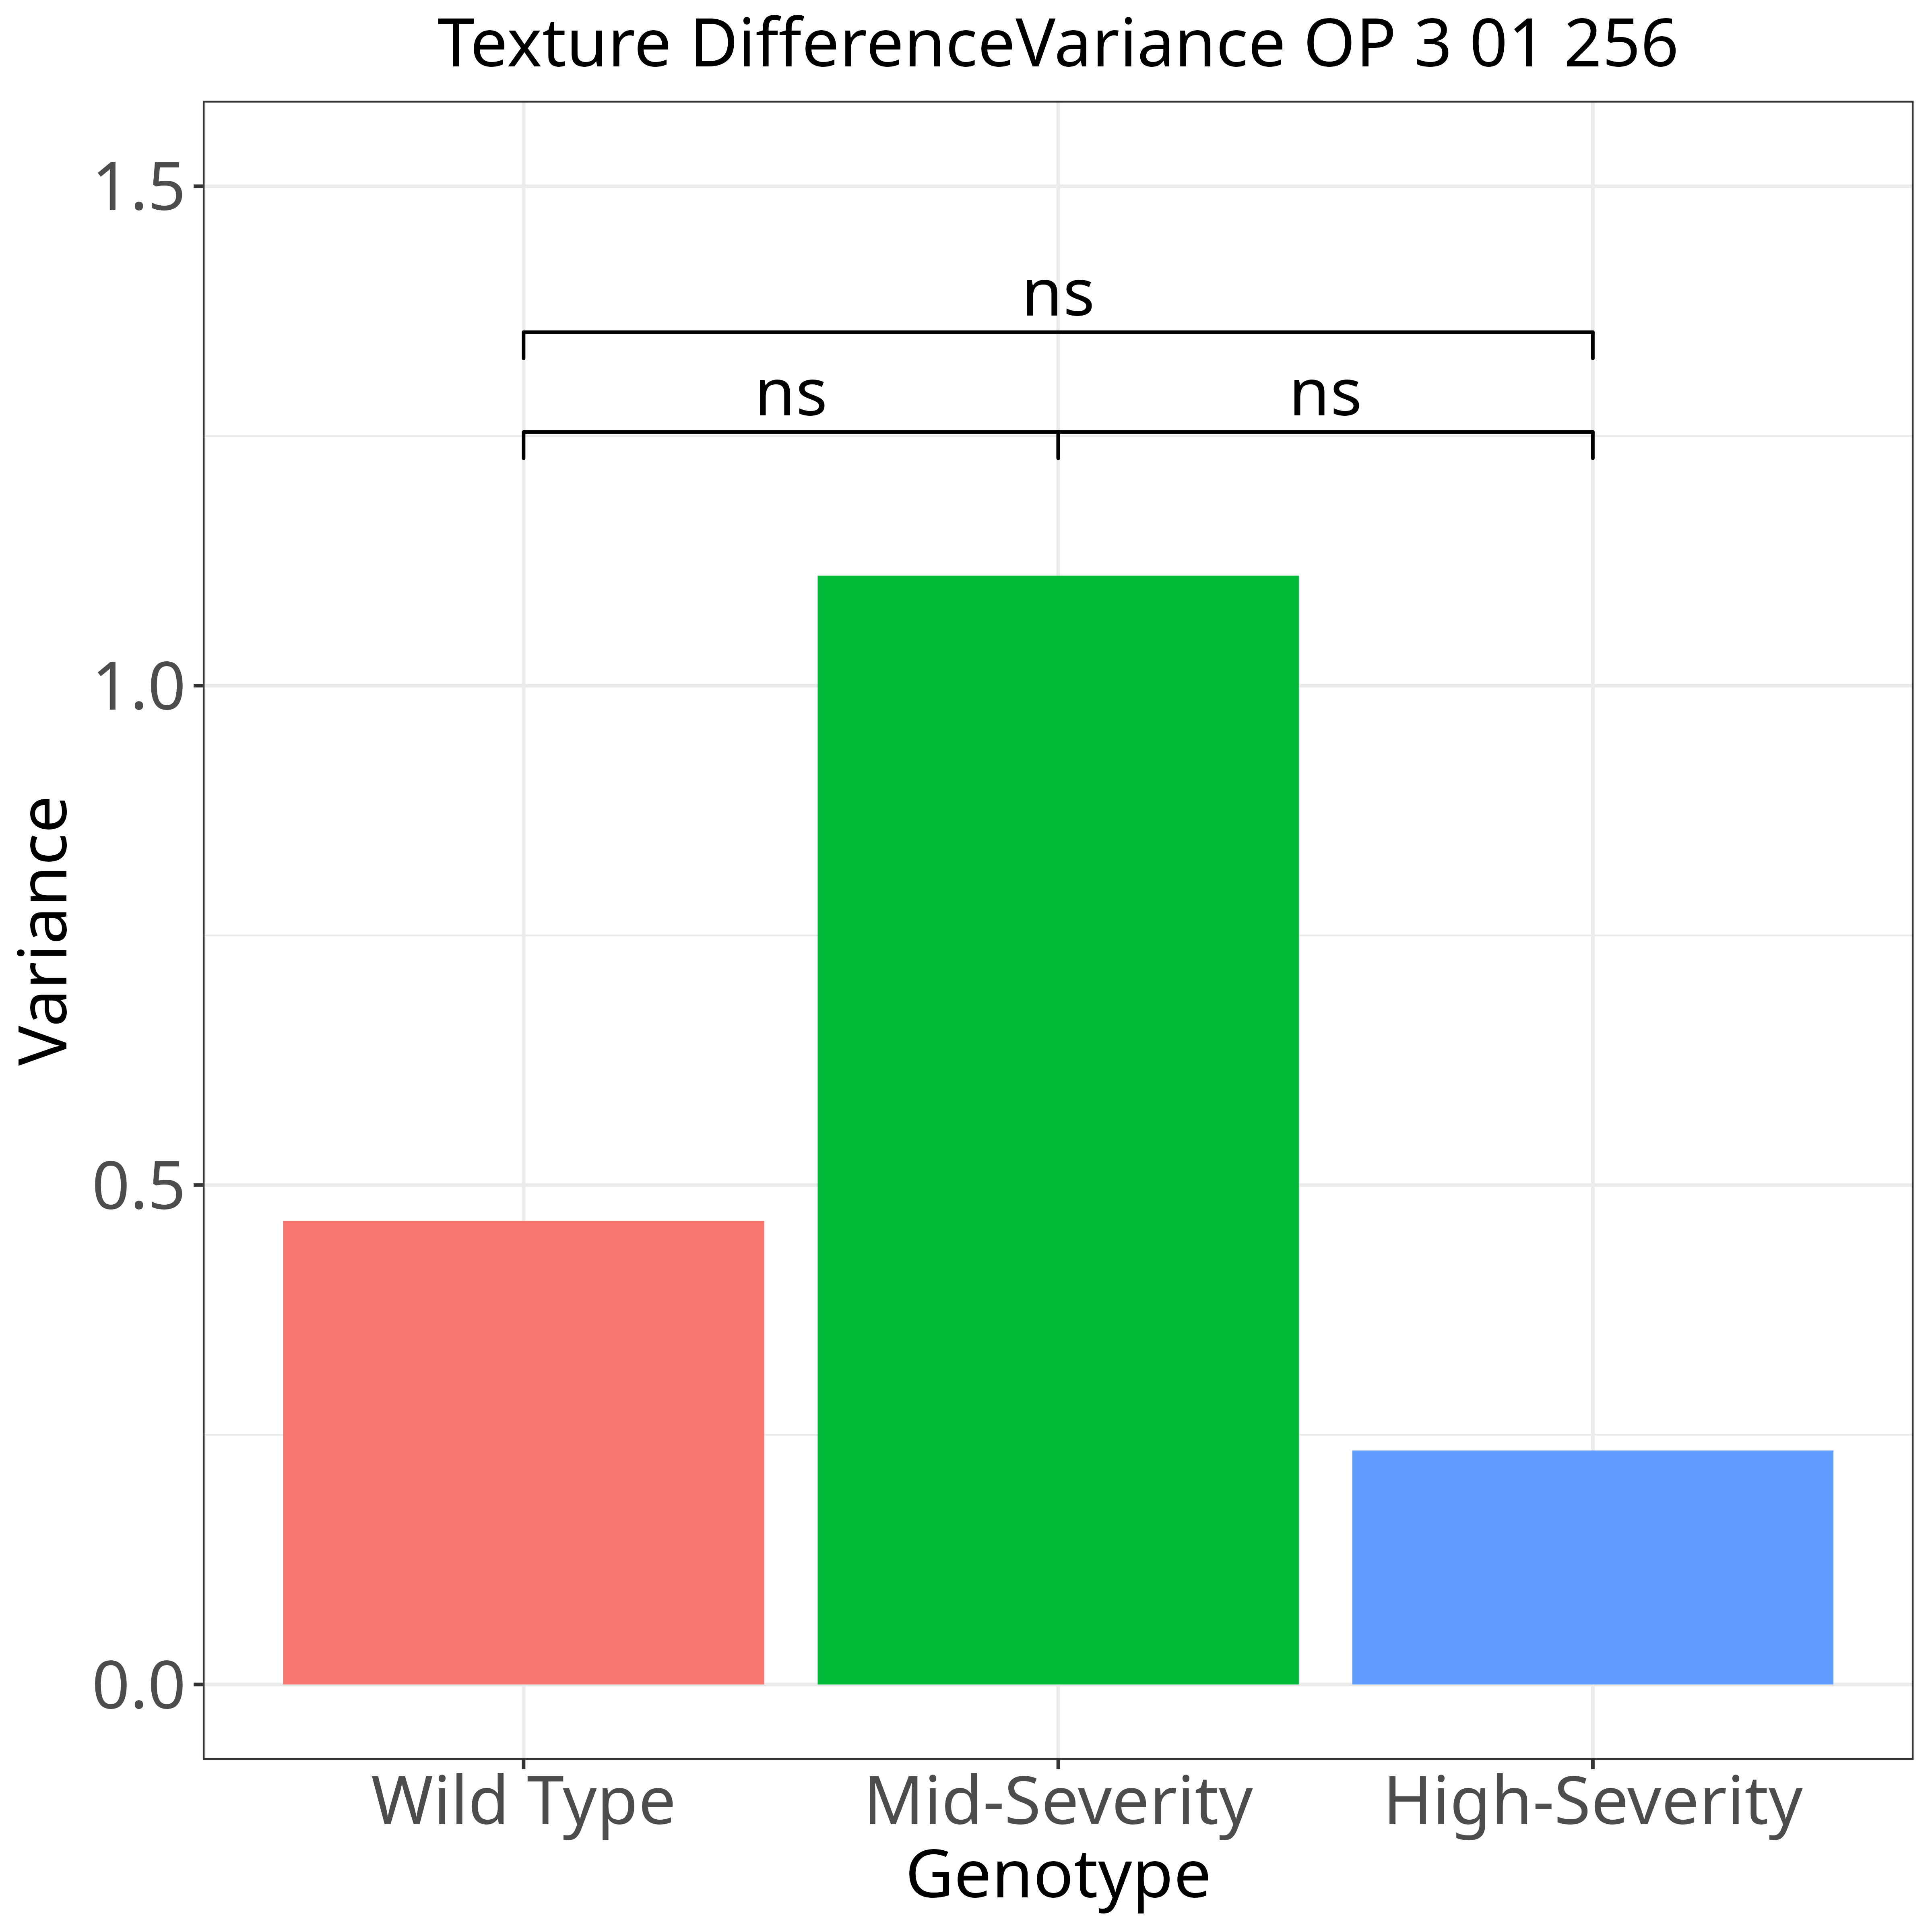 Texture DifferenceVariance OP 3 01 256
1.5
ns
ns ns
1.0
Variance
0.5
0.0
Wild Type Mid-Severity High-Severity
Genotype